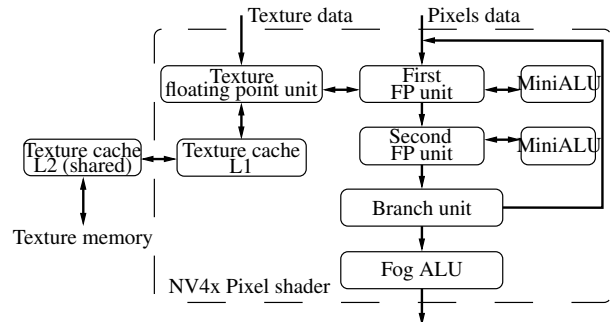 Texture data
Pixels data
Texture
floating point unit
First
FP unit
MiniALU
Second
FP unit
MiniALU
Texture cache
L2 (shared)
Texture cache
L1
Branch unit
Texture memory
Fog ALU
NV4x Pixel shader